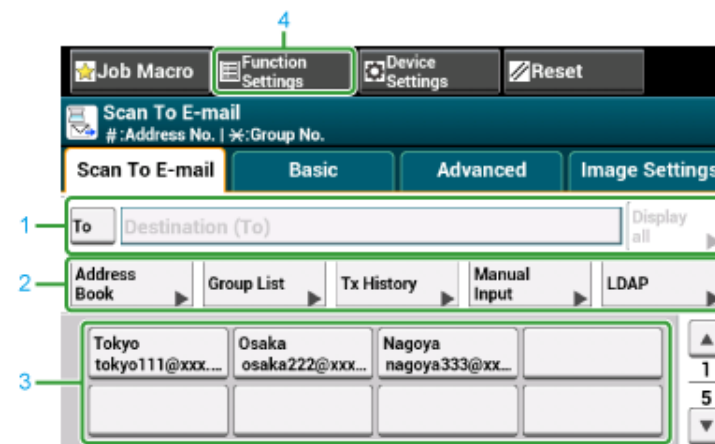 4
Job Macro Function Settings Device Settings Reset
Scan To E-mail
# :Address No. | ⚹:Group No.
Scan To E-mail Basic Advanced Image Settings
1 To Destination (To) Display all
2 Address Book Group List Tx History Manual Input LDAP
Tokyo Osaka Nagoya
tokyo111@xxx.... osaka222@xxx... nagoya333@xx...
3
1
5